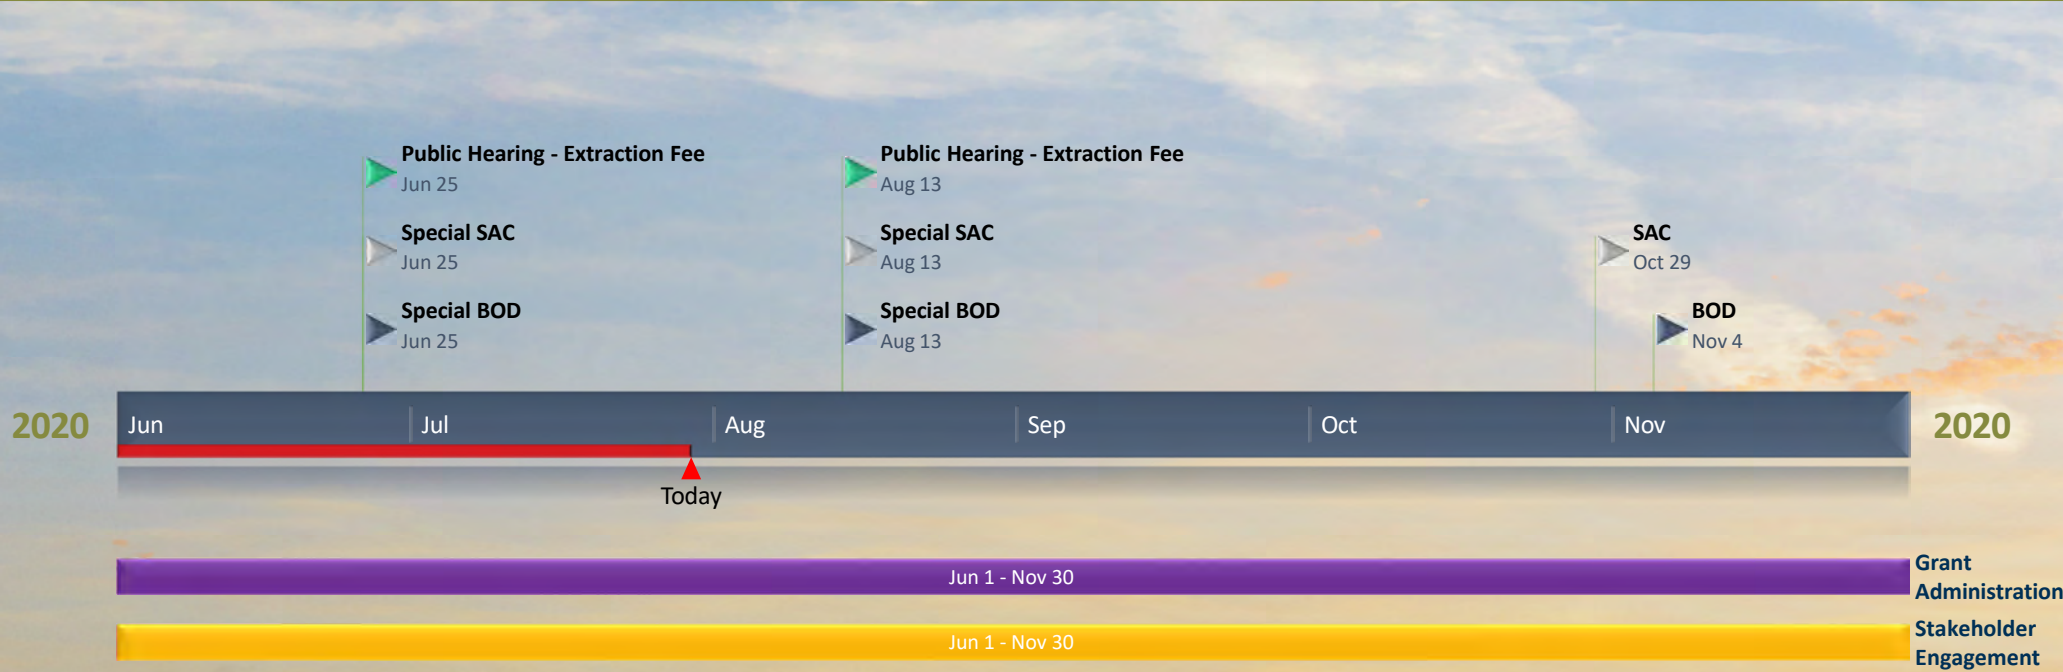 Public Hearing - Extraction Fee
Jun 25
Public Hearing - Extraction Fee
Aug 13
Special SAC
Jun 25
Special SAC
Aug 13
SAC
Oct 29
Special BOD
Jun 25
Special BOD
Aug 13
BOD
Nov 4
2020
Jun
Jul
Aug
Sep
Oct
Nov
2020
Today
Jun 1 - Nov 30
Grant
Administration
Jun 1 - Nov 30
Stakeholder
Engagement